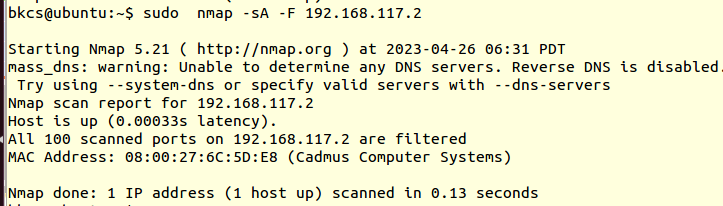 bkcs@ubuntu:~$ sudo  nmap -sA -F 192.168.117.2
Starting Nmap 5.21 ( http://nmap.org ) at 2023-04-26 06:31 PDT
mass_dns: warning: Unable to determine any DNS servers. Reverse DNS is disabled.
 Try using --system-dns or specify valid servers with --dns-servers
Nmap scan report for 192.168.117.2
Host is up (0.00033s latency).
All 100 scanned ports on 192.168.117.2 are filtered
MAC Address: 08:00:27:6C:5D:E8 (Cadmus Computer Systems)
Nmap done: 1 IP address (1 host up) scanned in 0.13 seconds